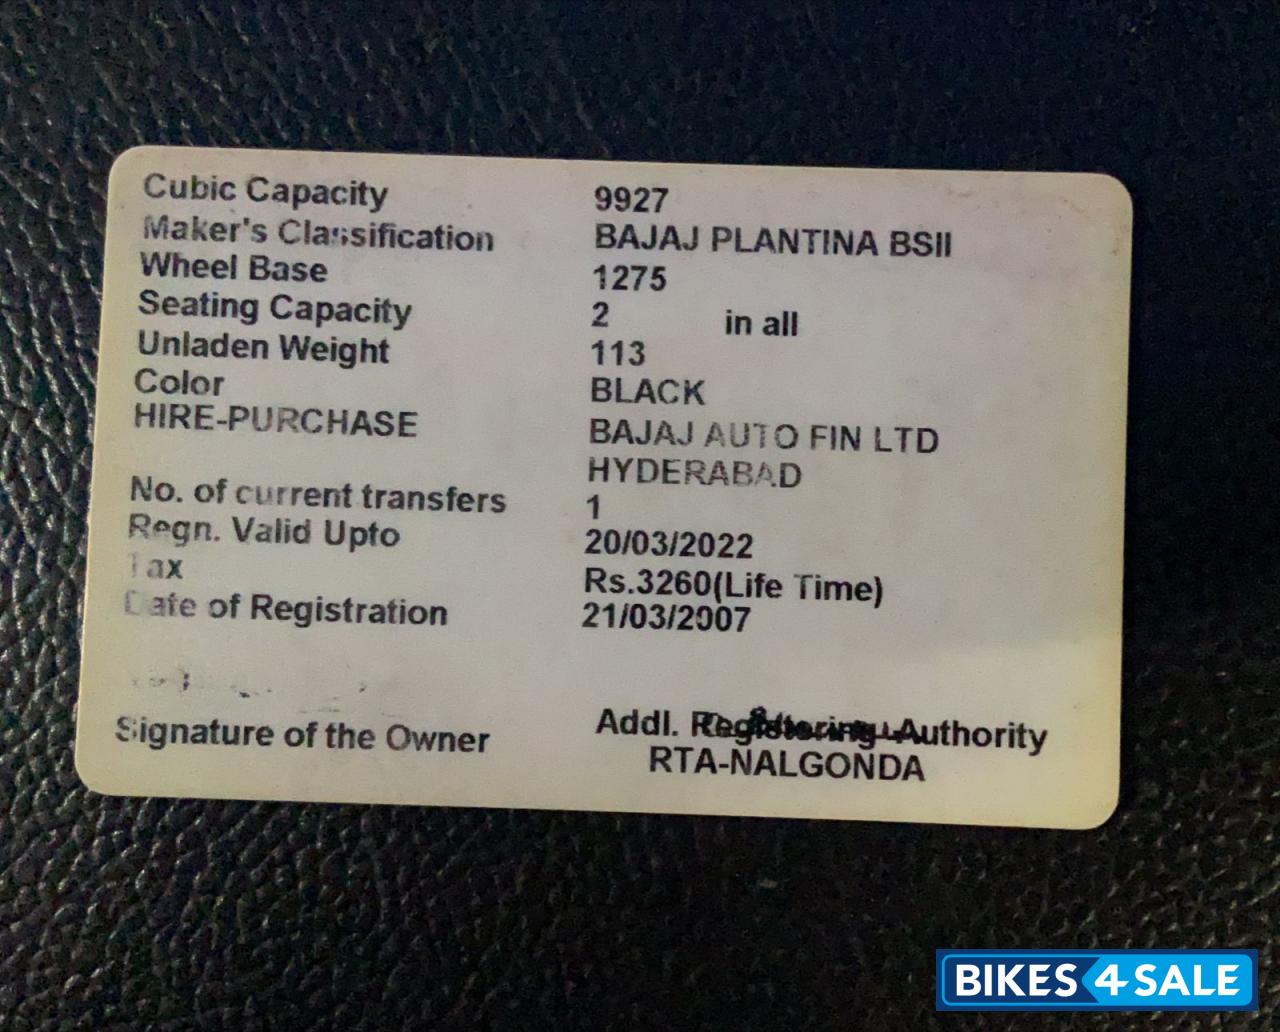 Cubic Capacity 9927
Maker's Classification BAJAJ PLANTINA BSII
Wheel Base 1275
Seating Capacity 2 in all
Unladen Weight 113
Color BLACK
HIRE-PURCHASE BAJAJ AUTO FIN LTD
HYDERABAD
No. of current transfers 1
Regn. Valid Upto 20/03/2022
Tax Rs.3260(Life Time)
Date of Registration 21/03/2007
Signature of the Owner Addl. Registering Authority
RTA-NALGONDA
BIKES4SALE